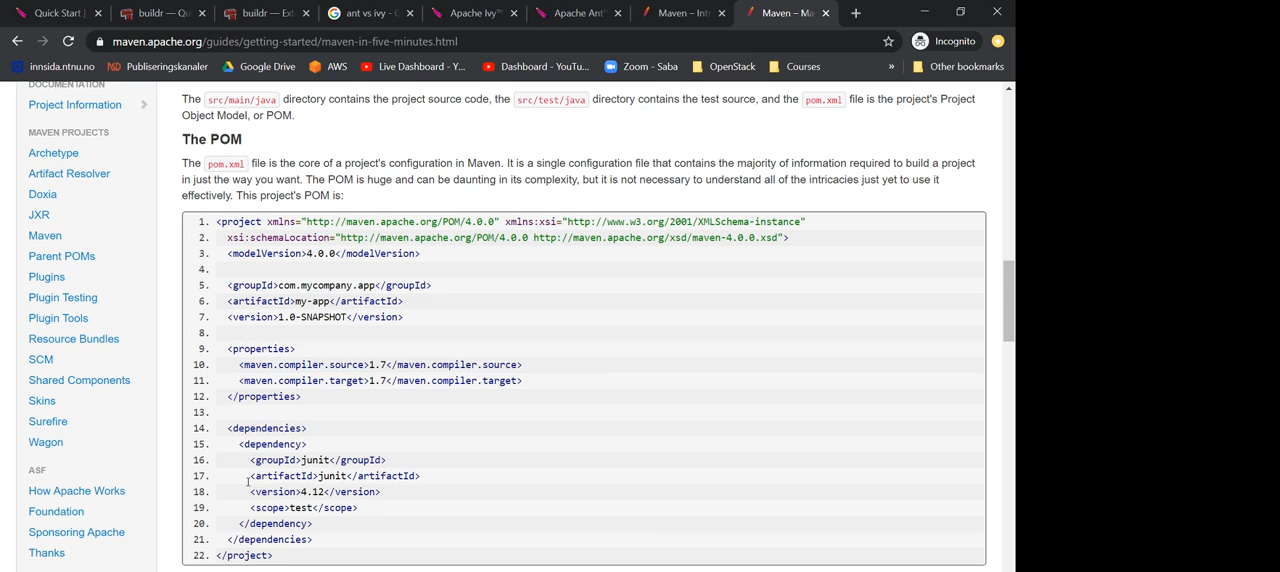 Quick Start |
buildr — Qu
buildr — Ext
ant vs ivy - G
Apache Ivy™
Apache Ant™
Maven – Intr
Maven – Ma
maven.apache.org/guides/getting-started/maven-in-five-minutes.html
Incognito
innsida.ntnu.no
Publiseringskanaler
Google Drive
AWS
Live Dashboard - Y...
Dashboard - YouTu...
Zoom - Saba
OpenStack
Courses
»
Other bookmarks
DOCUMENTATION
Project Information
MAVEN PROJECTS
Archetype
Artifact Resolver
Doxia
JXR
Maven
Parent POMs
Plugins
Plugin Testing
Plugin Tools
Resource Bundles
SCM
Shared Components
Skins
Surefire
Wagon
ASF
How Apache Works
Foundation
Sponsoring Apache
Thanks
The src/main/java directory contains the project source code, the src/test/java directory contains the test source, and the pom.xml file is the project's Project
Object Model, or POM.
The POM
The pom.xml file is the core of a project's configuration in Maven. It is a single configuration file that contains the majority of information required to build a project
in just the way you want. The POM is huge and can be daunting in its complexity, but it is not necessary to understand all of the intricacies just yet to use it
effectively. This project's POM is:
1. <project xmlns="http://maven.apache.org/POM/4.0.0" xmlns:xsi="http://www.w3.org/2001/XMLSchema-instance"
2. xsi:schemaLocation="http://maven.apache.org/POM/4.0.0 http://maven.apache.org/xsd/maven-4.0.0.xsd">
3. <modelVersion>4.0.0</modelVersion>
4.
5. <groupId>com.mycompany.app</groupId>
6. <artifactId>my-app</artifactId>
7. <version>1.0-SNAPSHOT</version>
8.
9. <properties>
10. <maven.compiler.source>1.7</maven.compiler.source>
11. <maven.compiler.target>1.7</maven.compiler.target>
12. </properties>
13.
14. <dependencies>
15. <dependency>
16. <groupId>junit</groupId>
17. <artifactId>junit</artifactId>
18. <version>4.12</version>
19. <scope>test</scope>
20. </dependency>
21. </dependencies>
22. </project>